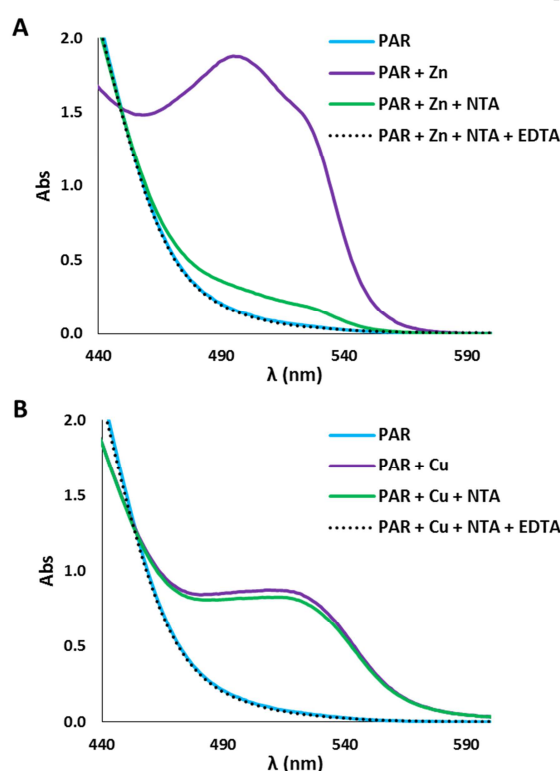 A
2.0
1.5
1.0
0.5
0.0
Abs
PAR
PAR + Zn
PAR + Zn + NTA
PAR + Zn + NTA + EDTA
440 490 540 590
λ (nm)
B
2.0
1.5
1.0
0.5
0.0
Abs
PAR
PAR + Cu
PAR + Cu + NTA
PAR + Cu + NTA + EDTA
440 490 540 590
λ (nm)